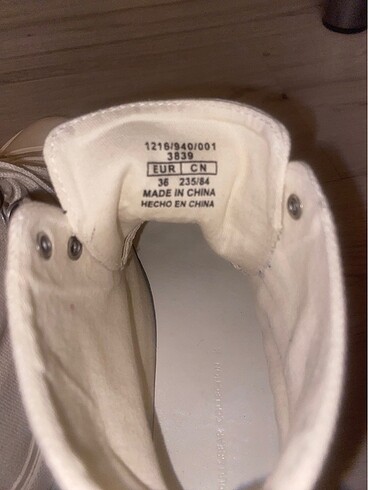 1216/940/001
3839
EUR CN
36 235/84
MADE IN CHINA
HECHO EN CHINA